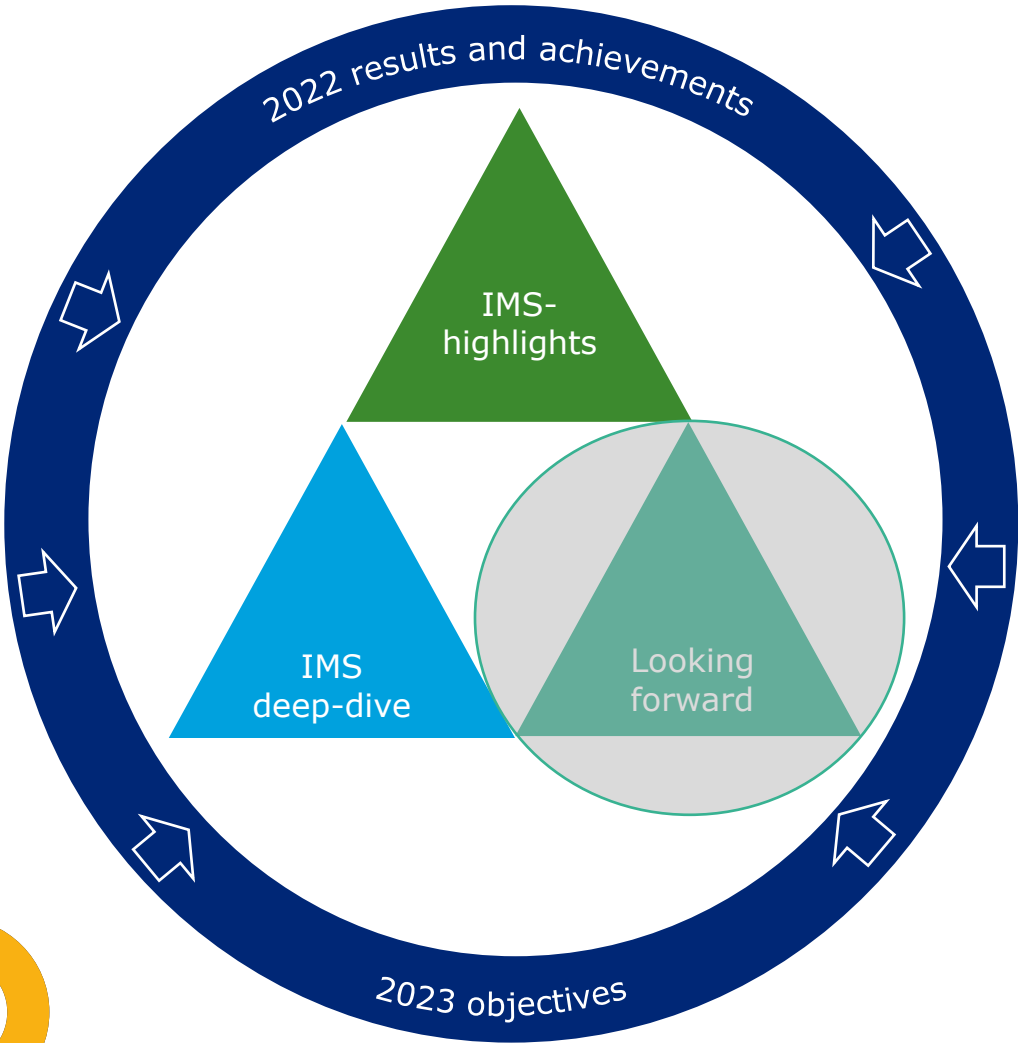 2022 results and achievements
IMS-
highlights
IMS
deep-dive
Looking
forward
2023 objectives